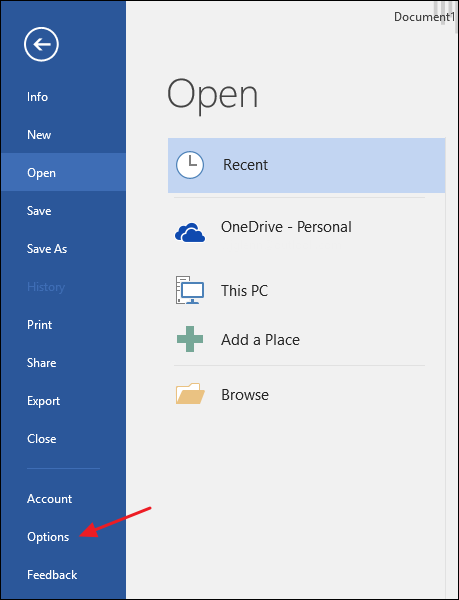 Document1
Info
New
Open
Save
Save As
History
Print
Share
Export
Close
Account
Options
Feedback
Open
Recent
OneDrive - Personal
This PC
Add a Place
Browse